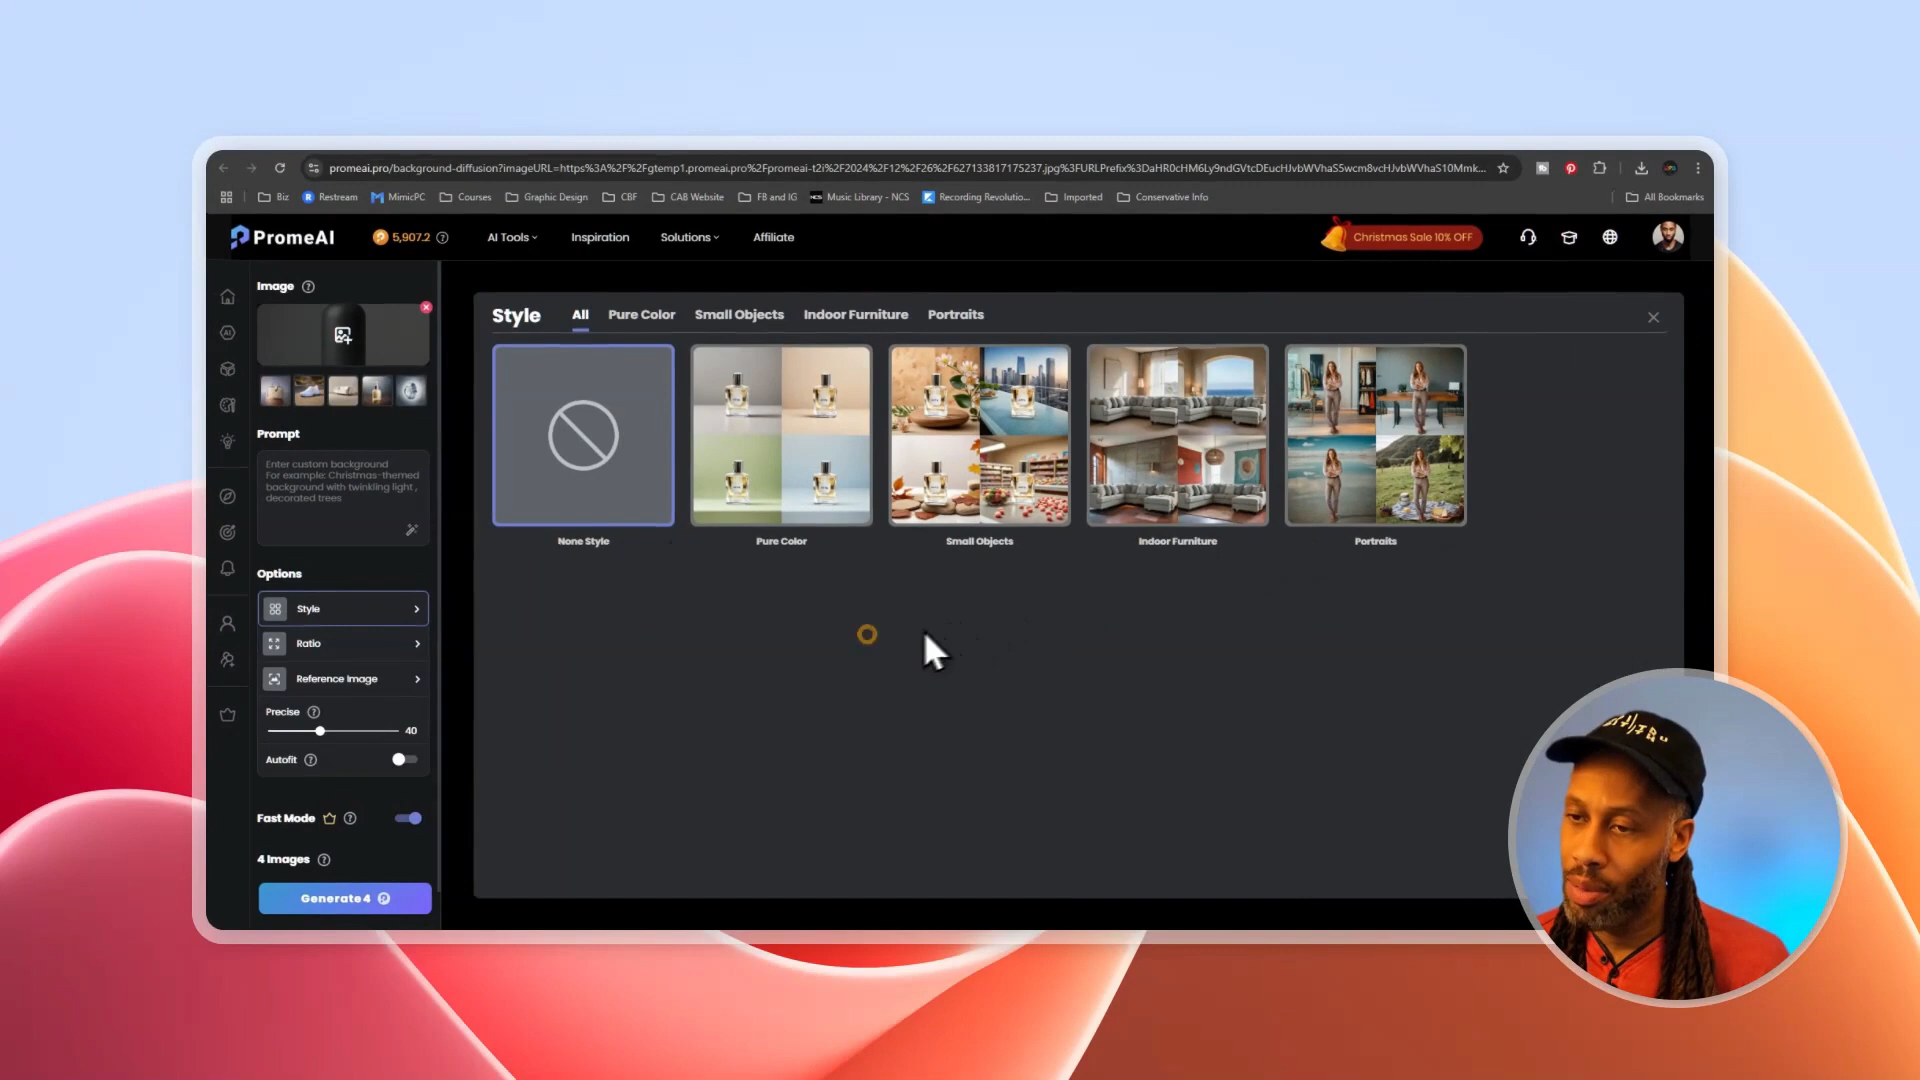 promeai.pro/background-diffusion?imageURL=https%3A%2F%2Fgtemp1.promeai.pro%2Fpromeai-t2i%2F2024%2F12%2F26%2F627133817175237.jpg%3FURLPrefix%3DaHR0cHM6Ly9ndGVtcDEucHJvbWVhaS5wcm8vcHJvbWVhaS10Mmk...
Biz
Restream
MimicPC
Courses
Graphic Design
CBF
CAB Website
FB and IG
Music Library - NCS
Recording Revolutio...
Imported
Conservative Info
All Bookmarks
PromeAI
5,907.2
AI Tools
Inspiration
Solutions
Affiliate
Christmas Sale 10% OFF
Image
Prompt
Enter custom background
For example: Christmas-themed
background with twinkling light ,
decorated trees
Options
Style
Ratio
Reference Image
Precise
40
Autofit
Fast Mode
4 Images
Generate 4
Style
All
Pure Color
Small Objects
Indoor Furniture
Portraits
None Style
Pure Color
Small Objects
Indoor Furniture
Portraits